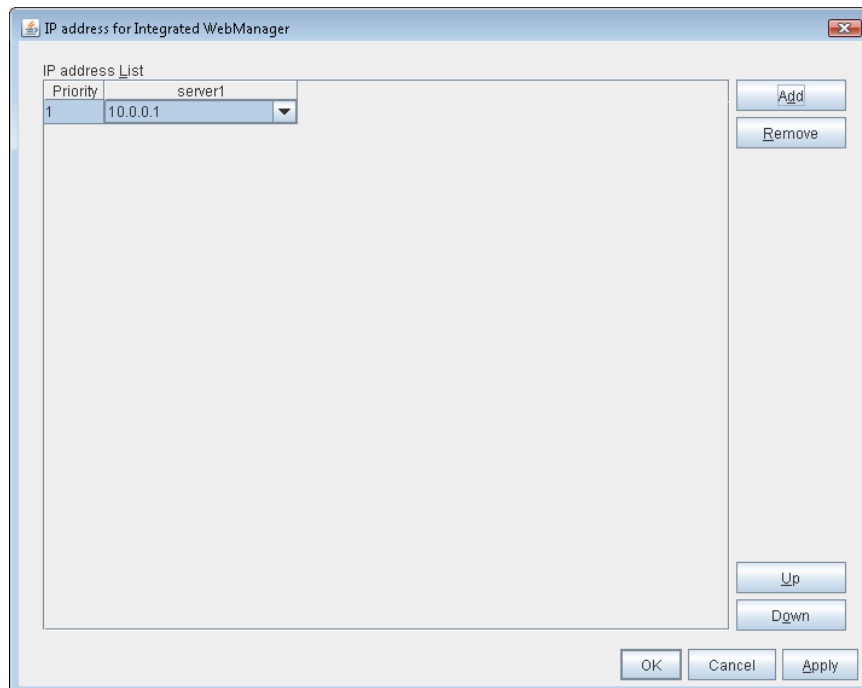 IP address for Integrated WebManager
IP address List
Priority server1
1 10.0.0.1
Add
Remove
Up
Down
OK Cancel Apply